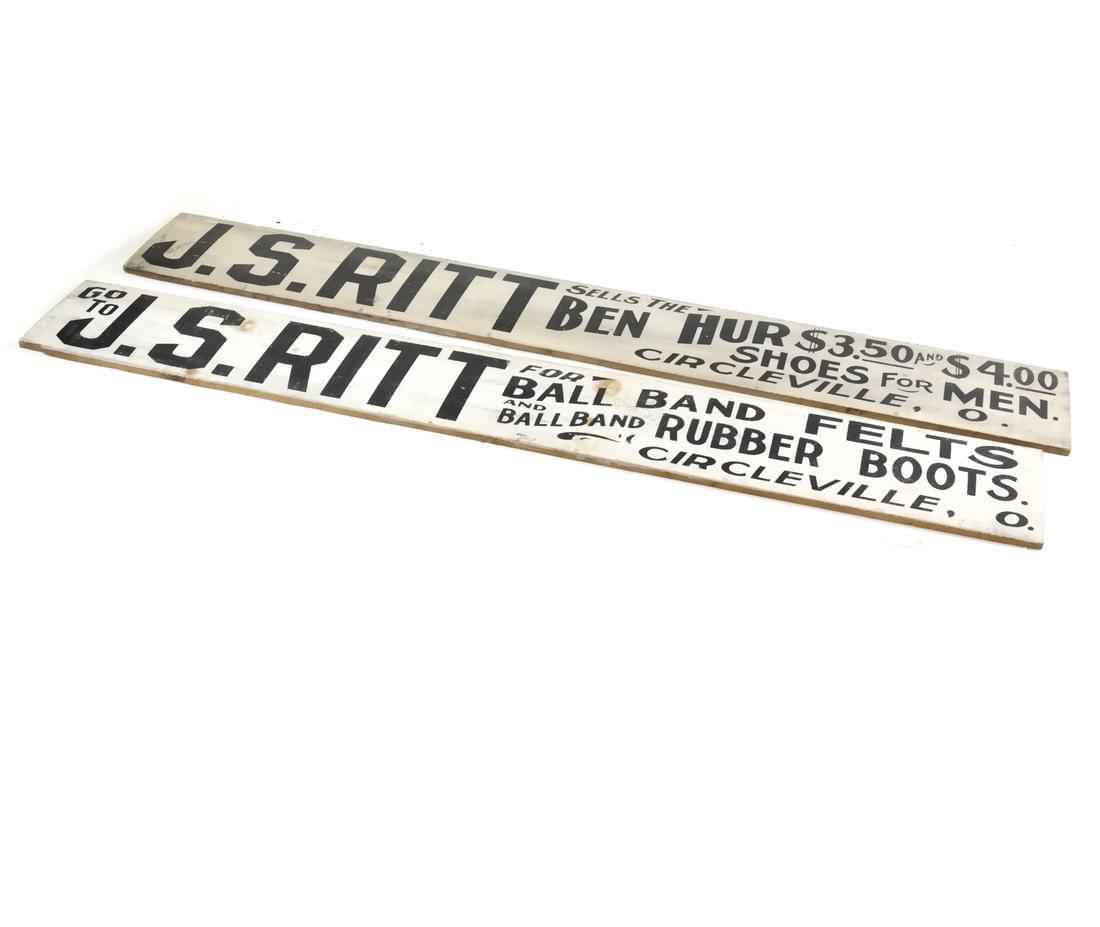 J.S.RITT SELLS THE
BEN HUR $3.50 AND $4.00
SHOES FOR MEN.
CIRCLEVILLE, O.
GO TO
J.S.RITT FOR
BALL BAND FELTS
AND
BALL BAND RUBBER BOOTS.
CIRCLEVILLE, O.